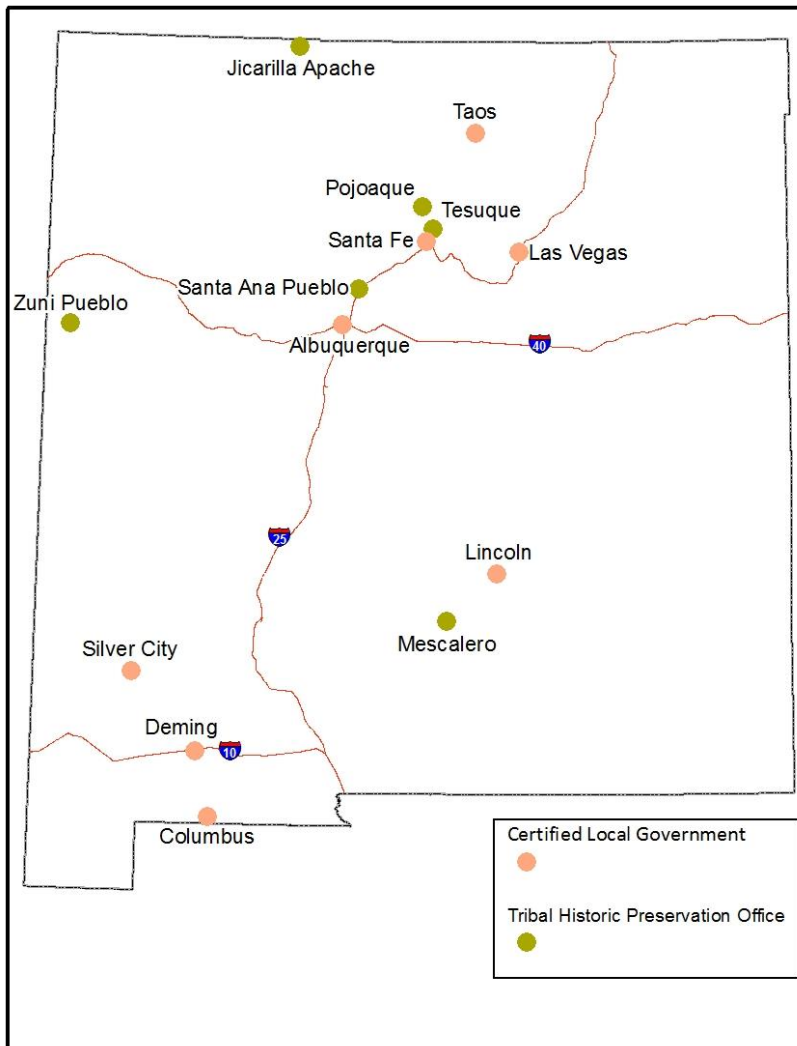 Jicarilla Apache
Taos
Pojoaque
Tesuque
Santa Fe
Las Vegas
Santa Ana Pueblo
Zuni Pueblo
Albuquerque
40
25
Lincoln
Mescalero
Silver City
Deming
10
Columbus
Certified Local Government
Tribal Historic Preservation Office